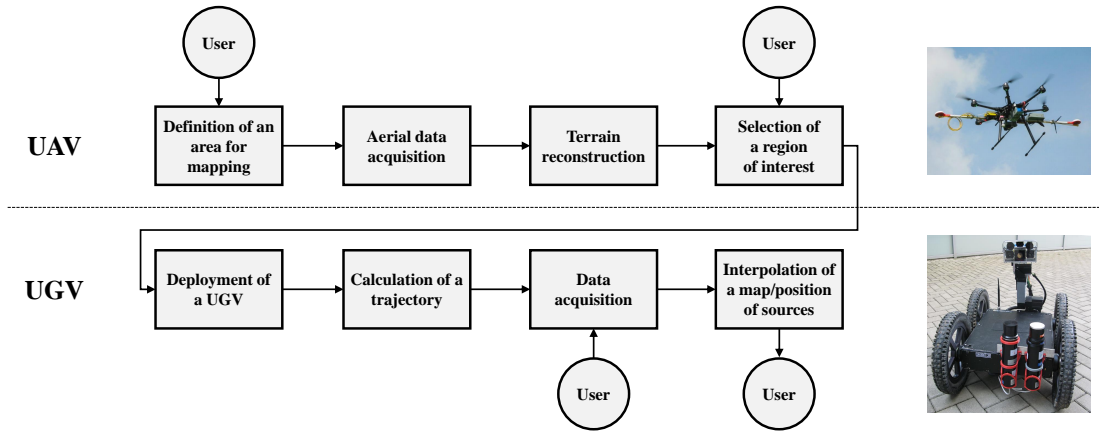 User
User
UAV
Definition of an
area for
mapping
Aerial data
acquisition
Terrain
reconstruction
Selection of
a region
of interest
UGV
Deployment of
a UGV
Calculation of a
trajectory
Data
acquisition
Interpolation of
a map/position
of sources
User
User